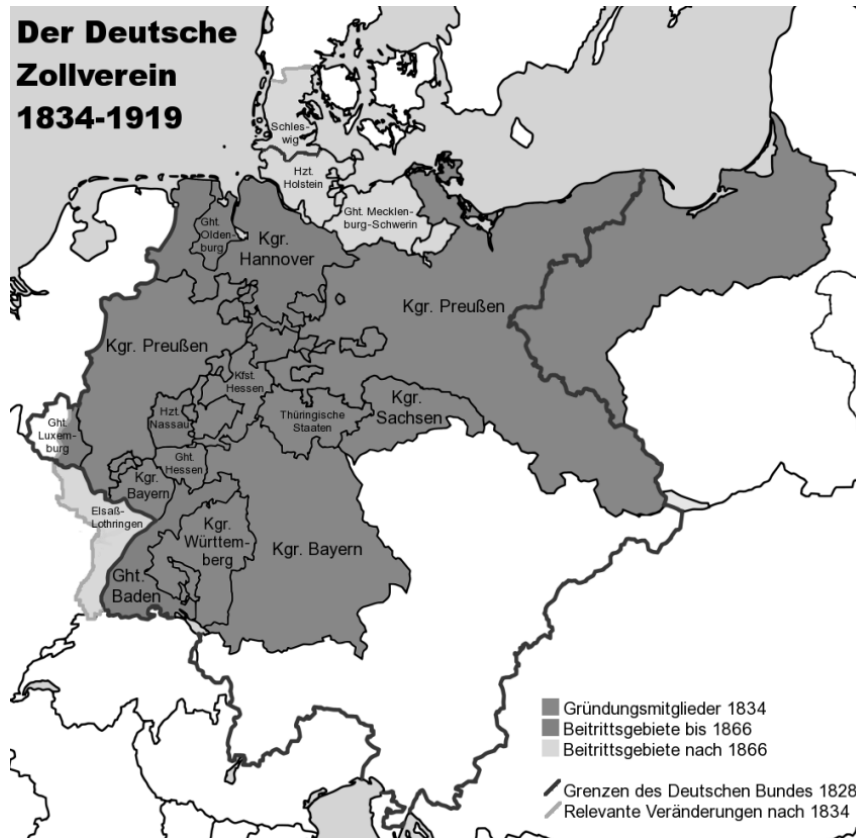 Der Deutsche
Zollverein
1834-1919
Schles-
wig
Hzt.
Holstein
Ght. Mecklen-
burg-Schwerin
Ght.
Olden-
burg
Kgr.
Hannover
Kgr. Preußen
Kgr. Preußen
Kfst.
Hessen
Kgr.
Sachsen
Hzt.
Nassau
Thüringische
Staaten
Ght.
Luxem-
burg
Ght.
Hessen
Kgr.
Bayern
Elsaß-
Lothringen
Kgr.
Württem-
berg
Kgr. Bayern
Ght.
Baden
Gründungsmitglieder 1834
Beitrittsgebiete bis 1866
Beitrittsgebiete nach 1866
Grenzen des Deutschen Bundes 1828
Relevante Veränderungen nach 1834